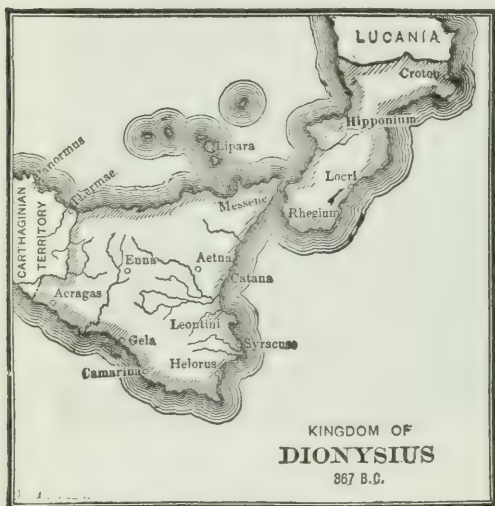 LUCANIA
Croton
Hipponium
Lipara
Panormus
Thermae
Locri
Messene
Rhegium
CARTHAGINIAN
TERRITORY
Enna
Aetna
Catana
Acragas
Leontini
Gela
Syracuse
Camarina
Helorus
KINGDOM OF
DIONYSIUS
867 B.C.